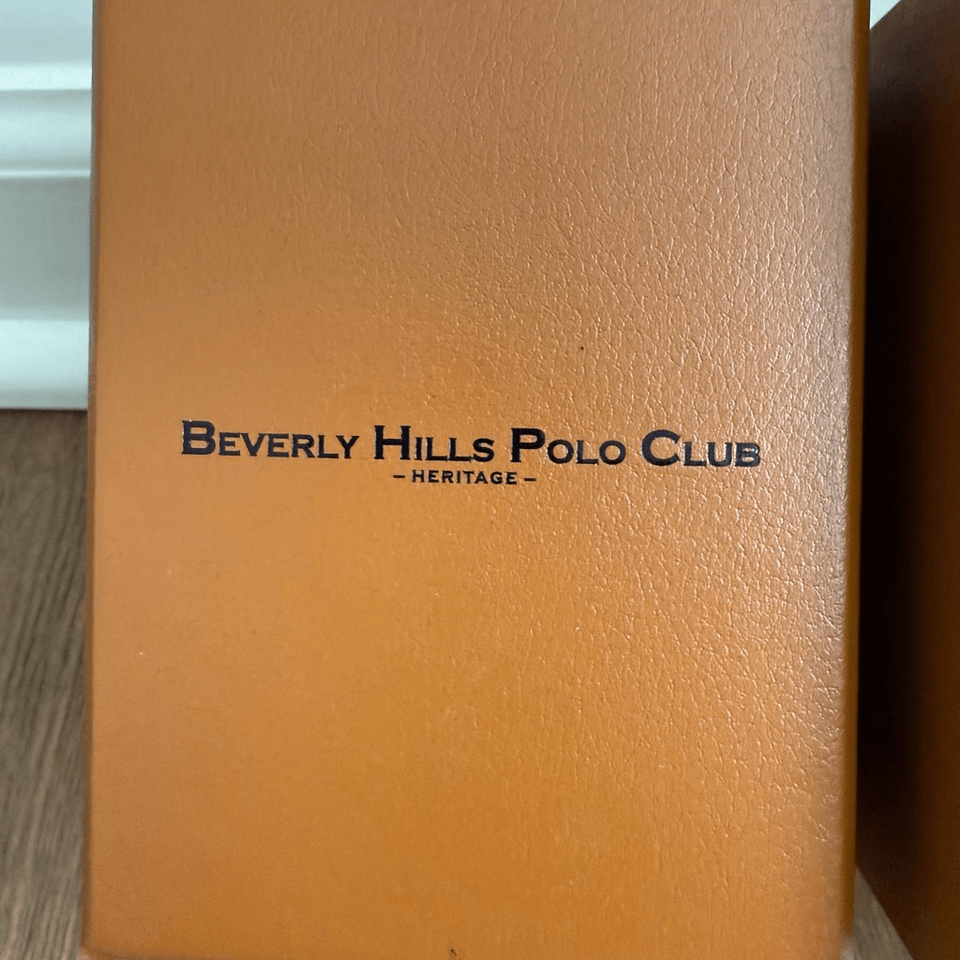 BEVERLY HILLS POLO CLUB
– HERITAGE –